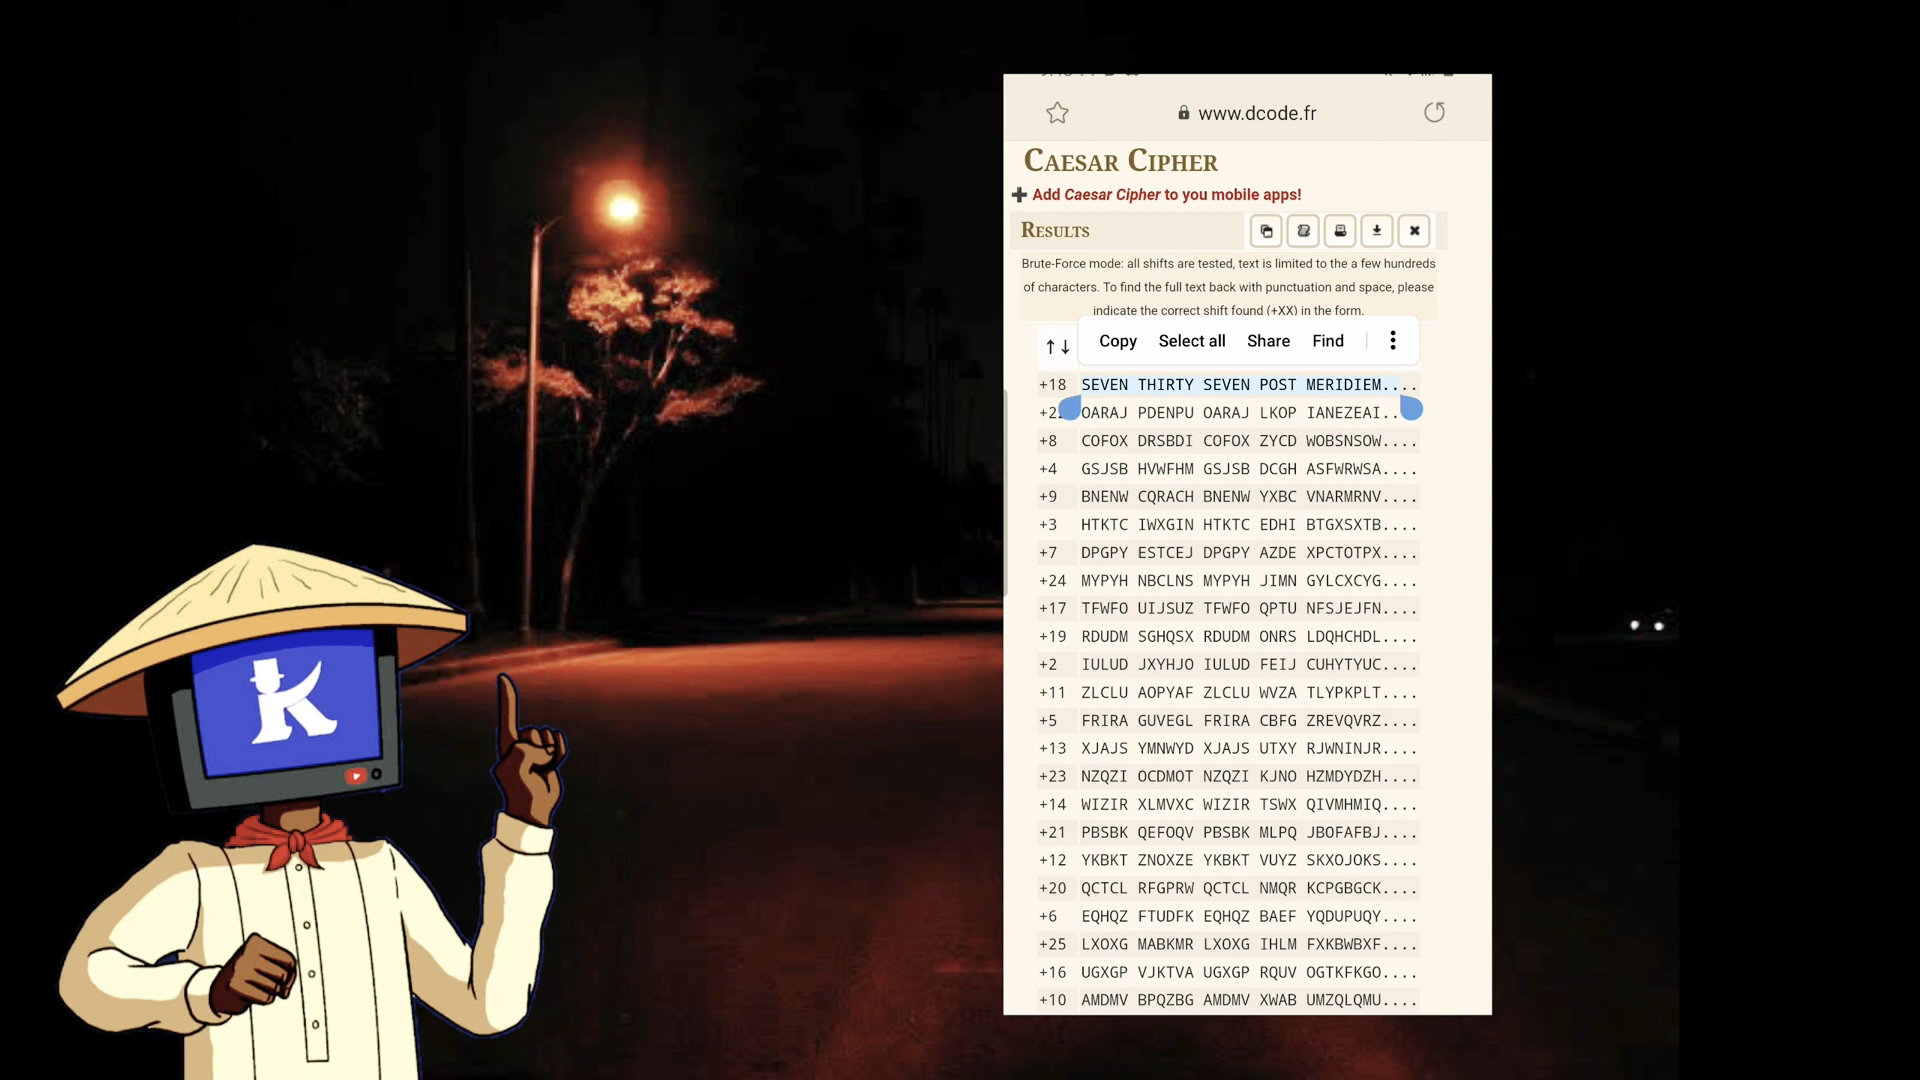 K
www.dcode.fr
CAESAR CIPHER
Add Caesar Cipher to you mobile apps!
RESULTS
Brute-Force mode: all shifts are tested, text is limited to the a few hundreds
of characters. To find the full text back with punctuation and space, please
indicate the correct shift found (+XX) in the form.
↑↓
Copy Select all Share Find
+18 SEVEN THIRTY SEVEN POST MERIDIEM....
OARAJ PDENPU OARAJ LKOP IANEZEAI..
+8 COFOX DRSBDI COFOX ZYCD WOBSNSOW....
+4 GSJSB HVWFHM GSJSB DCGH ASFWRWSA....
+9 BNENW CQRACH BNENW YXBC VNARMRNV....
+3 HTKTC IWXGIN HTKTC EDHI BTGXSXTB....
+7 DPGPY ESTCEJ DPGPY AZDE XPCTOTPX....
+24 MYPYH NBCLNS MYPYH JIMN GYLCXCYG....
+17 TFWFO UIJSUZ TFWFO QPTU NFSJEJFN....
+19 RDUDM SGHQSX RDUDM ONRS LDQHCHDL....
+2 IULUD JXYHJO IULUD FEIJ CUHYTYUC....
+11 ZLCLU AOPYAF ZLCLU WVZA TLYPKPLT....
+5 FRIRA GUVEGL FRIRA CBFG ZREVQVRZ....
+13 XJAJS YMNWYD XJAJS UTXY RJWNINJR....
+23 NZQZI OCDMOT NZQZI KJNO HZMDYDZH....
+14 WIZIR XLMVXC WIZIR TSWX QIVMHMIQ....
+21 PBSBK QEFOQV PBSBK MLPQ JBOFAFBJ....
+12 YKBKT ZNOXZE YKBKT VUYZ SKXOJOKS....
+20 QCTCL RFGPRW QCTCL NMQR KCPGBGCK....
+6 EQHQZ FTUDFK EQHQZ BAEF YQDUPUQY....
+25 LXOXG MABKMR LXOXG IHLM FXKBWBXF....
+16 UGXGP VJKTVA UGXGP RQUV OGTKFKGO....
+10 AMDMV BPQZBG AMDMV XWAB UMZQLQMU....